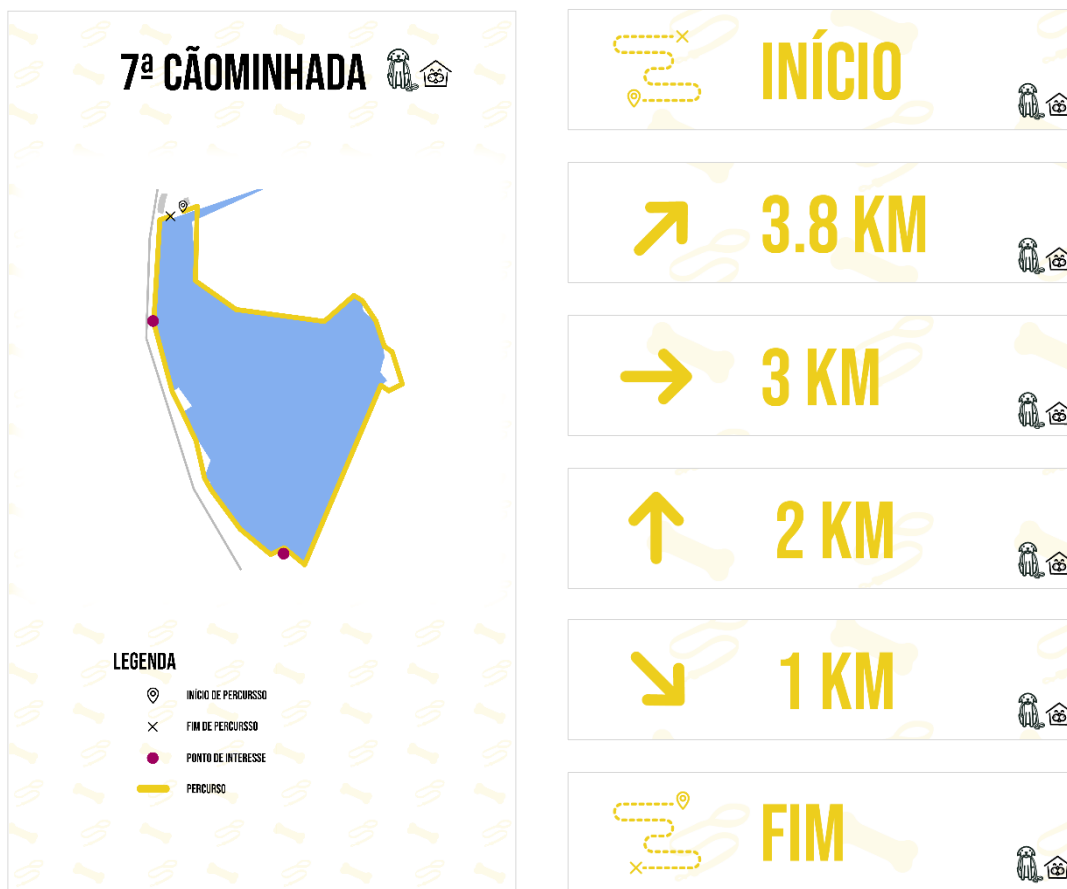 7ª CÃOMINHADA
LEGENDA
INÍCIO DE PERCURSSO
FIM DE PERCURSSO
PONTO DE INTERESSE
PERCURSO
INÍCIO
3.8 KM
3 KM
2 KM
1 KM
FIM